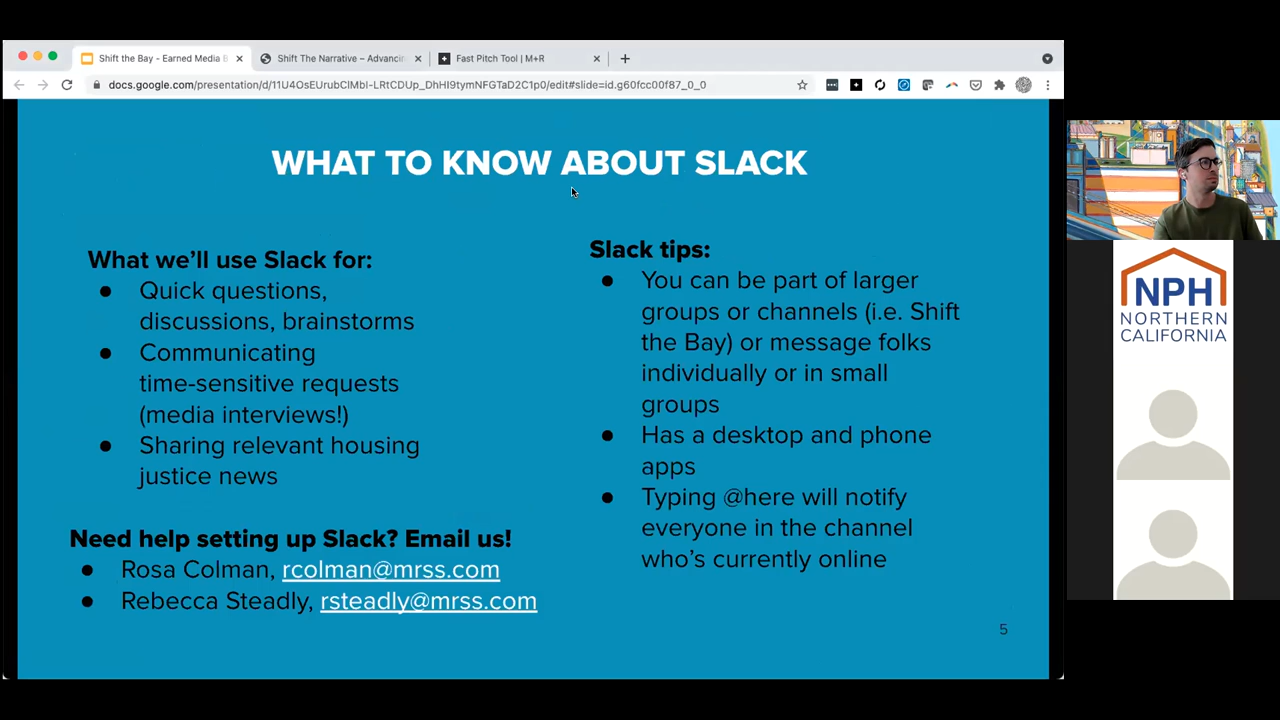 Shift the Bay - Earned Media B
Shift The Narrative – Advancin
Fast Pitch Tool | M+R
docs.google.com/presentation/d/11U4OsEUrubClMbl-LRtCDUp_DhHI9tymNFGTaD2C1p0/edit#slide=id.g60fcc00f87_0_0
WHAT TO KNOW ABOUT SLACK
What we'll use Slack for:
● Quick questions,
discussions, brainstorms
● Communicating
time-sensitive requests
(media interviews!)
● Sharing relevant housing
justice news
Need help setting up Slack? Email us!
● Rosa Colman, rcolman@mrss.com
● Rebecca Steadly, rsteadly@mrss.com
Slack tips:
● You can be part of larger
groups or channels (i.e. Shift
the Bay) or message folks
individually or in small
groups
● Has a desktop and phone
apps
● Typing @here will notify
everyone in the channel
who's currently online
5
NPH
NORTHERN
CALIFORNIA